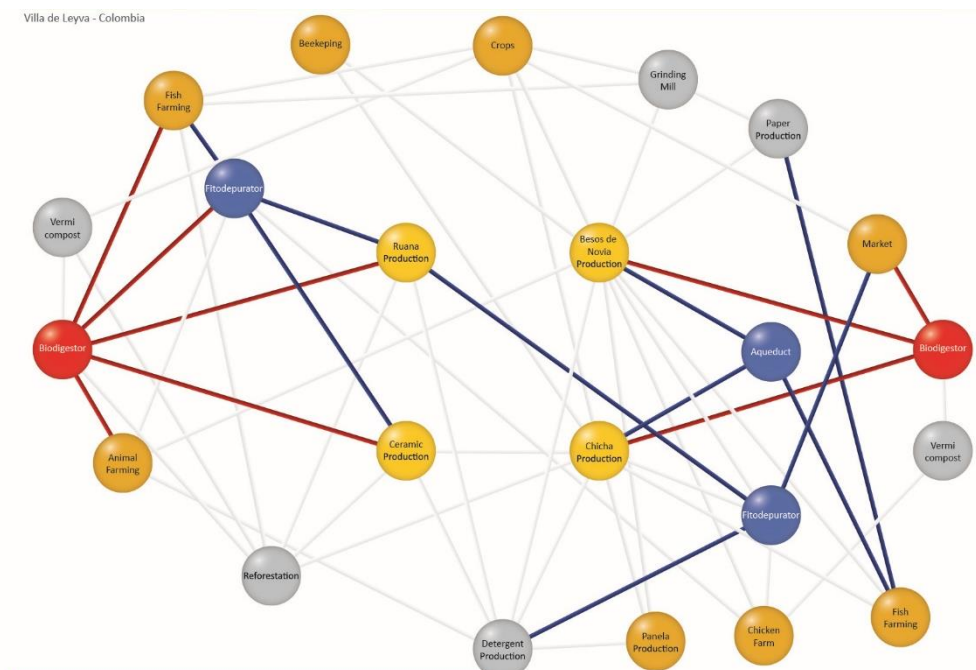 Villa de Leyva - Colombia
Beekeping
Crops
Grinding
Mill
Fish
Farming
Paper
Production
Fitodepurator
Vermi
compost
Ruana
Production
Besos de
Novia
Production
Market
Biodigestor
Aqueduct
Biodigestor
Animal
Farming
Ceramic
Production
Chicha
Production
Vermi
compost
Fitodepurator
Reforestation
Detergent
Production
Panela
Production
Chicken
Farm
Fish
Farming